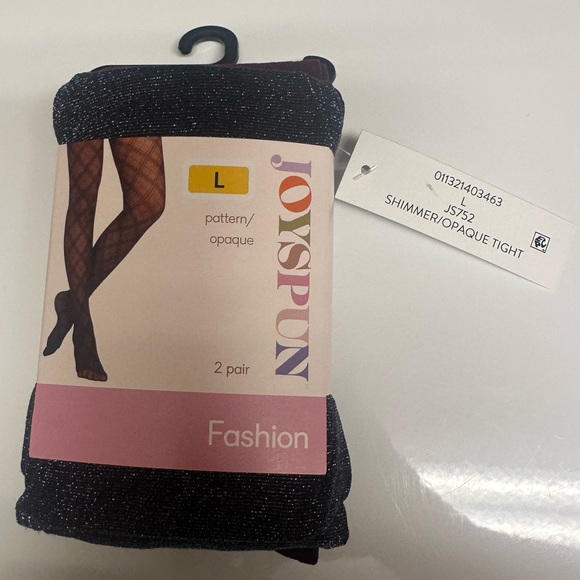 L
pattern/
opaque
JOYSPUN
2 pair
Fashion
011321403463
L
JS752
SHIMMER/OPAQUE TIGHT